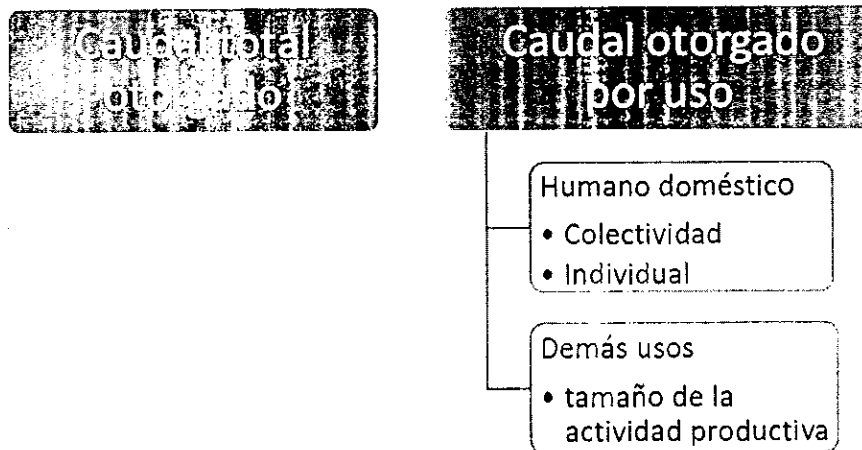 Caudal total
otorgado
Caudal otorgado
por uso
Humano doméstico
• Colectividad
• Individual
Demás usos
• tamaño de la
actividad productiva